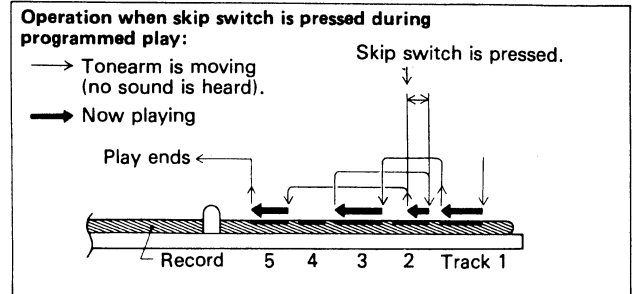 Operation when skip switch is pressed during
programmed play:
Skip switch is pressed.
Tonearm is moving
(no sound is heard).
Now playing
Play ends
Record 5 4 3 2 Track 1